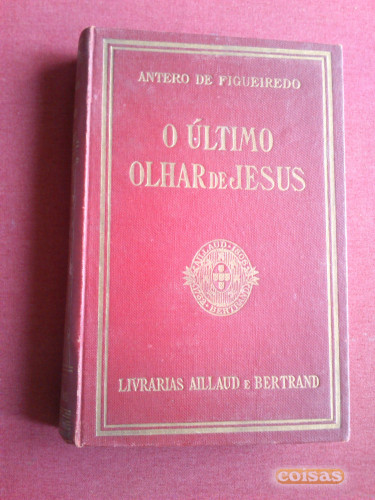 ANTERO DE FIGUEIREDO
O ÚLTIMO
OLHAR DE JESUS
LIVRARIAS AILLAUD E BERTRAND
coisas